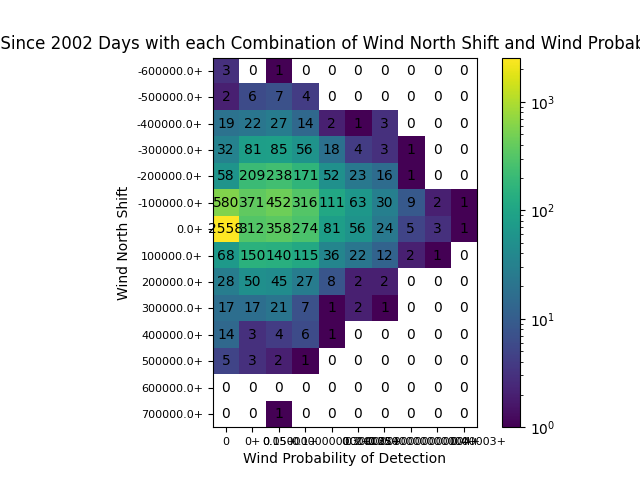 Since 2002 Days with each Combination of Wind North Shift and Wind Probab
-600000.0+ 3 0 1 0 0 0 0 0 0 0
-500000.0+ 2 6 7 4 0 0 0 0 0 0
-400000.0+ 19 22 27 14 2 1 3 0 0 0
-300000.0+ 32 81 85 56 18 4 3 1 0 0
-200000.0+ 58 209 238 171 52 23 16 1 0 0
-100000.0+ 580 371 452 316 111 63 30 9 2 1
0.0+ 2558 312 358 274 81 56 24 5 3 1
100000.0+ 68 150 140 115 36 22 12 2 1 0
200000.0+ 28 50 45 27 8 2 2 0 0 0
300000.0+ 17 17 21 7 1 2 1 0 0 0
400000.0+ 14 3 4 6 1 0 0 0 0 0
500000.0+ 5 3 2 1 0 0 0 0 0 0
600000.0+ 0 0 0 0 0 0 0 0 0 0
700000.0+ 0 0 1 0 0 0 0 0 0 0
0 0+
Wind Probability of Detection
Wind North Shift
10³
10²
10¹
10⁰